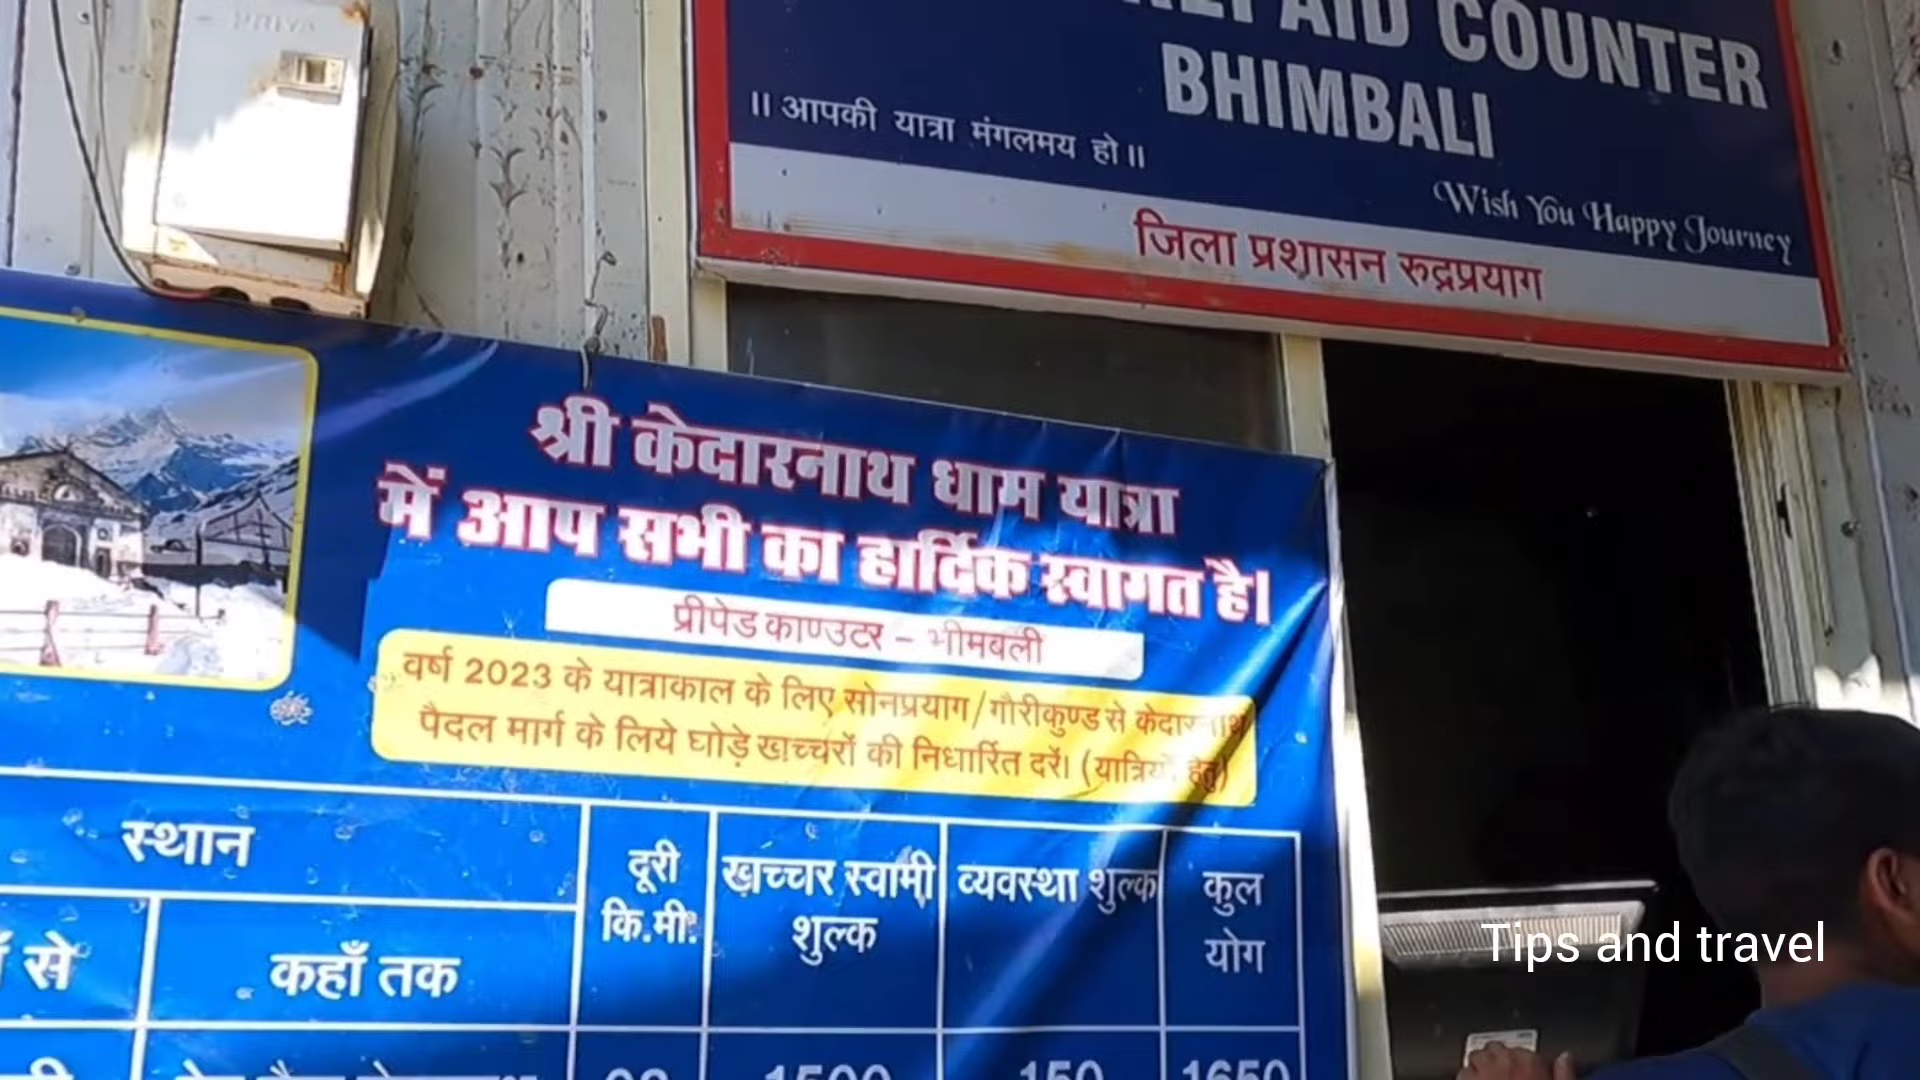 PRIYA
PREPAID COUNTER
BHIMBALI
॥ आपकी यात्रा मंगलमय हो ॥
Wish You Happy Journey
जिला प्रशासन रुद्रप्रयाग
श्री केदारनाथ धाम यात्रा
में आप सभी का हार्दिक स्वागत है।
प्रीपेड काण्उटर – भीमबली
वर्ष 2023 के यात्राकाल के लिए सोनप्रयाग/गौरीकुण्ड से केदारनाथ
पैदल मार्ग के लिये घोड़े खच्चरों की निर्धारित दरें। (यात्रियों हेतु)
स्थान
दूरी कि.मी.
खच्चर स्वामी शुल्क
व्यवस्था शुल्क
कुल योग
से
कहाँ तक
1500 150 1650
Tips and travel